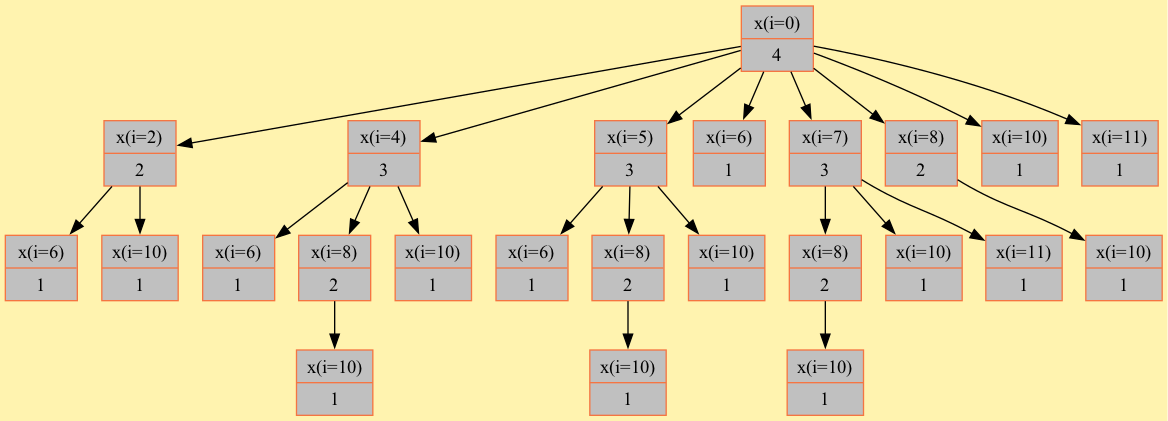 x(i=0)
4
x(i=2)
2
x(i=4)
3
x(i=5)
3
x(i=6)
1
x(i=7)
3
x(i=8)
2
x(i=10)
1
x(i=11)
1
x(i=6)
1
x(i=10)
1
x(i=6)
1
x(i=8)
2
x(i=10)
1
x(i=6)
1
x(i=8)
2
x(i=10)
1
x(i=8)
2
x(i=10)
1
x(i=11)
1
x(i=10)
1
x(i=10)
1
x(i=10)
1
x(i=10)
1